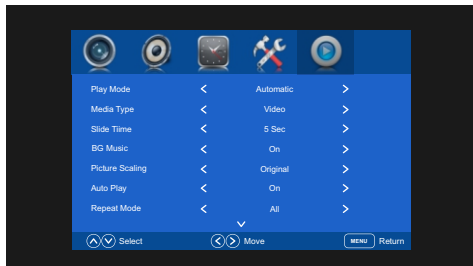 Play Mode Automatic
Media Type Video
Slide Tiime 5 Sec
BG Music On
Picture Scaling Original
Auto Play On
Repeat Mode All
Select Move MENU Return